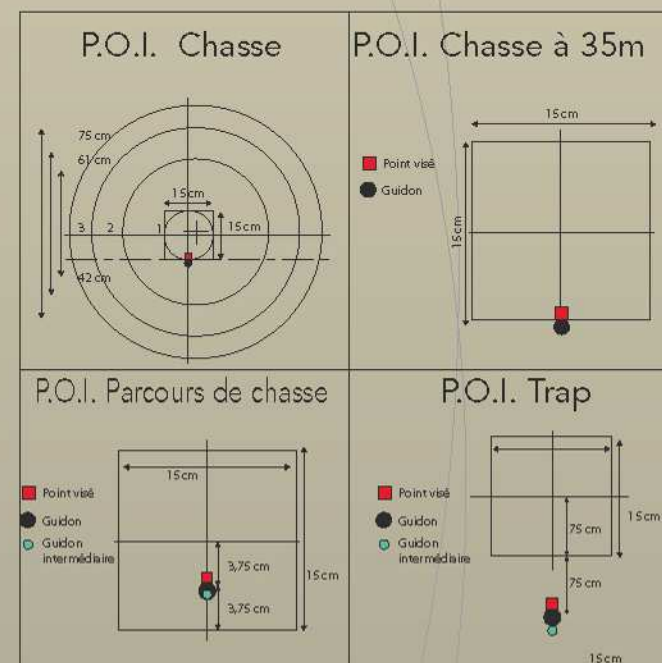 P.O.I. Chasse
75 cm
61 cm
15cm
3
2
1
15cm
42 cm
P.O.I. Chasse à 35m
15cm
Point visé
Guidon
15cm
P.O.I. Parcours de chasse
15cm
Point visé
Guidon
Guidon
intermédiaire
3,75 cm
15cm
3,75 cm
P.O.I. Trap
Point visé
Guidon
Guidon
intermédiaire
75 cm
15cm
75 cm
15cm